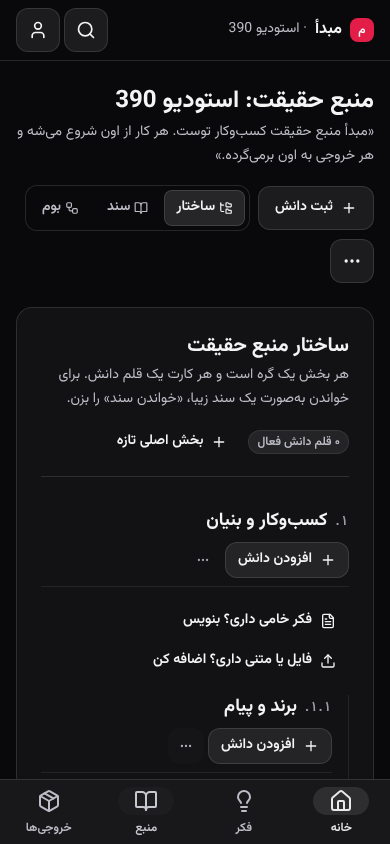 م مبدأ · استودیو 390
منبع حقیقت: استودیو 390
«مبدأ منبع حقیقت کسب‌وکار توست. هر کار از اون شروع می‌شه و
هر خروجی به اون برمی‌گرده.»
ثبت دانش ساختار سند بوم
ساختار منبع حقیقت
هر بخش یک گره است و هر کارت یک قلم دانش. برای
خواندن به‌صورت یک سند زیبا، «خواندن سند» را بزن.
۰ قلم دانش فعال بخش اصلی تازه
۱. کسب‌وکار و بنیان
افزودن دانش
فکر خامی داری؟ بنویس
فایل یا متنی داری؟ اضافه کن
۱.۱. برند و پیام
افزودن دانش
خانه فکر منبع خروجی‌ها